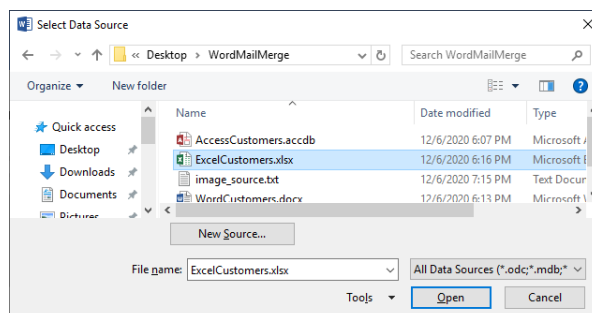 Select Data Source
« Desktop > WordMailMerge
Search WordMailMerge
Organize
New folder
Name Date modified Type
Quick access
Desktop
Downloads
Documents
Pictures
AccessCustomers.accdb 12/6/2020 6:07 PM Microsoft
ExcelCustomers.xlsx 12/6/2020 6:16 PM Microsoft
image_source.txt 12/6/2020 7:15 PM Text Docur
WordCustomers.docx 12/6/2020 6:13 PM Microsoft
New Source...
File name: ExcelCustomers.xlsx All Data Sources (*.odc;*.mdb;*
Tools Open Cancel